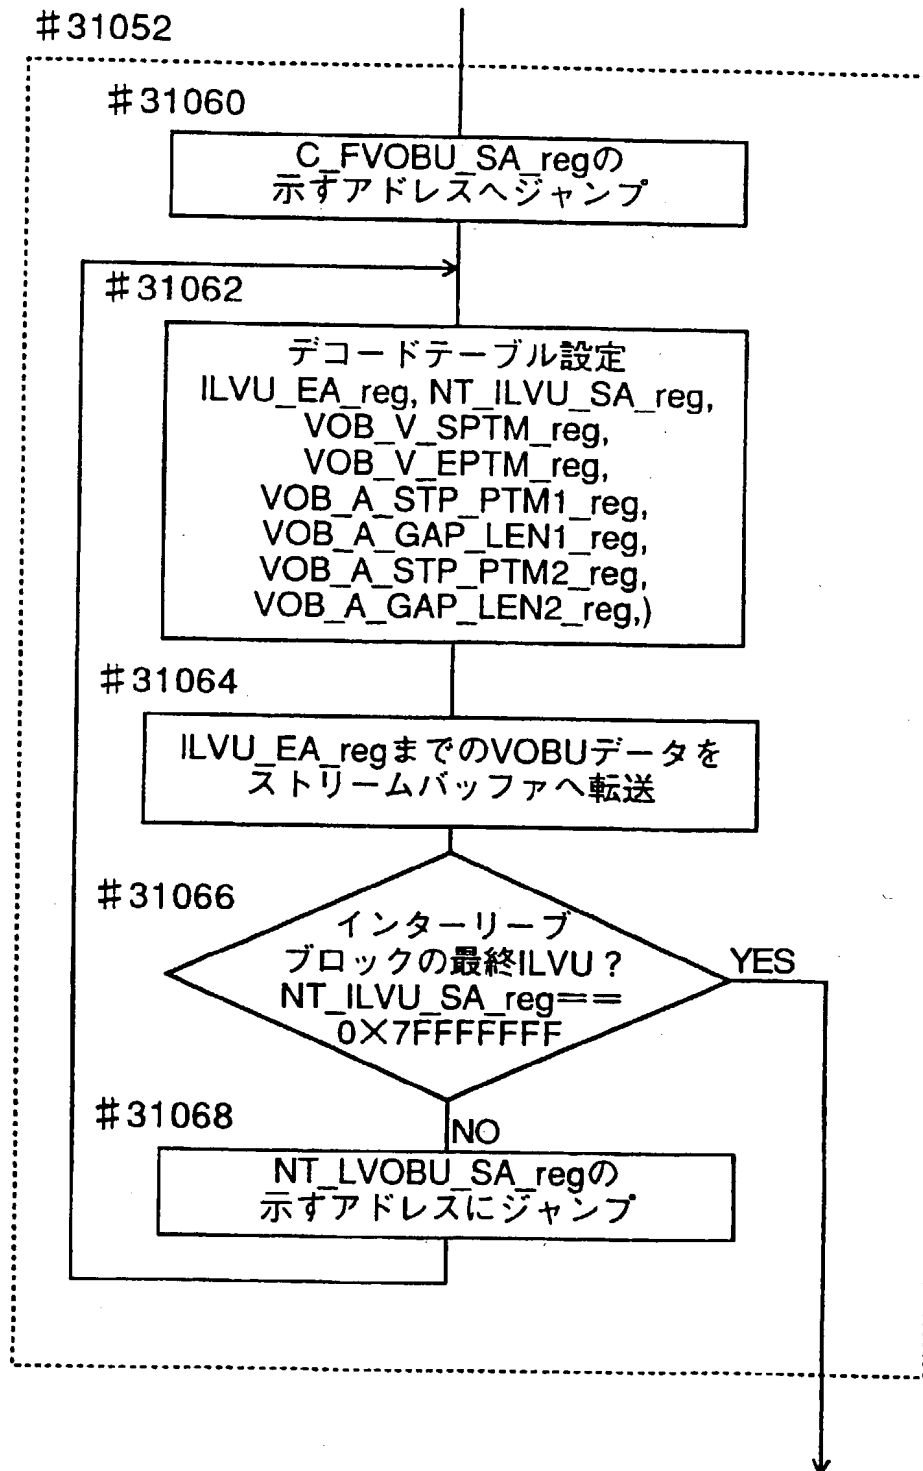 #31052
#31060
C_FVOBU_SA_regの
示すアドレスへジャンプ
#31062
デコードテーブル設定
ILVU_EA_reg, NT_ILVU_SA_reg,
VOB_V_SPTM_reg,
VOB_V_EPTM_reg,
VOB_A_STP_PTM1_reg,
VOB_A_GAP_LEN1_reg,
VOB_A_STP_PTM2_reg,
VOB_A_GAP_LEN2_reg,)
#31064
ILVU_EA_regまでのVOBUデータを
ストリームバッファへ転送
#31066
インターリーブ
ブロックの最終ILVU?
NT_ILVU_SA_reg==
0×7FFFFFFF
YES
#31068
NO
NT_LVOBU_SA_regの
示すアドレスにジャンプ